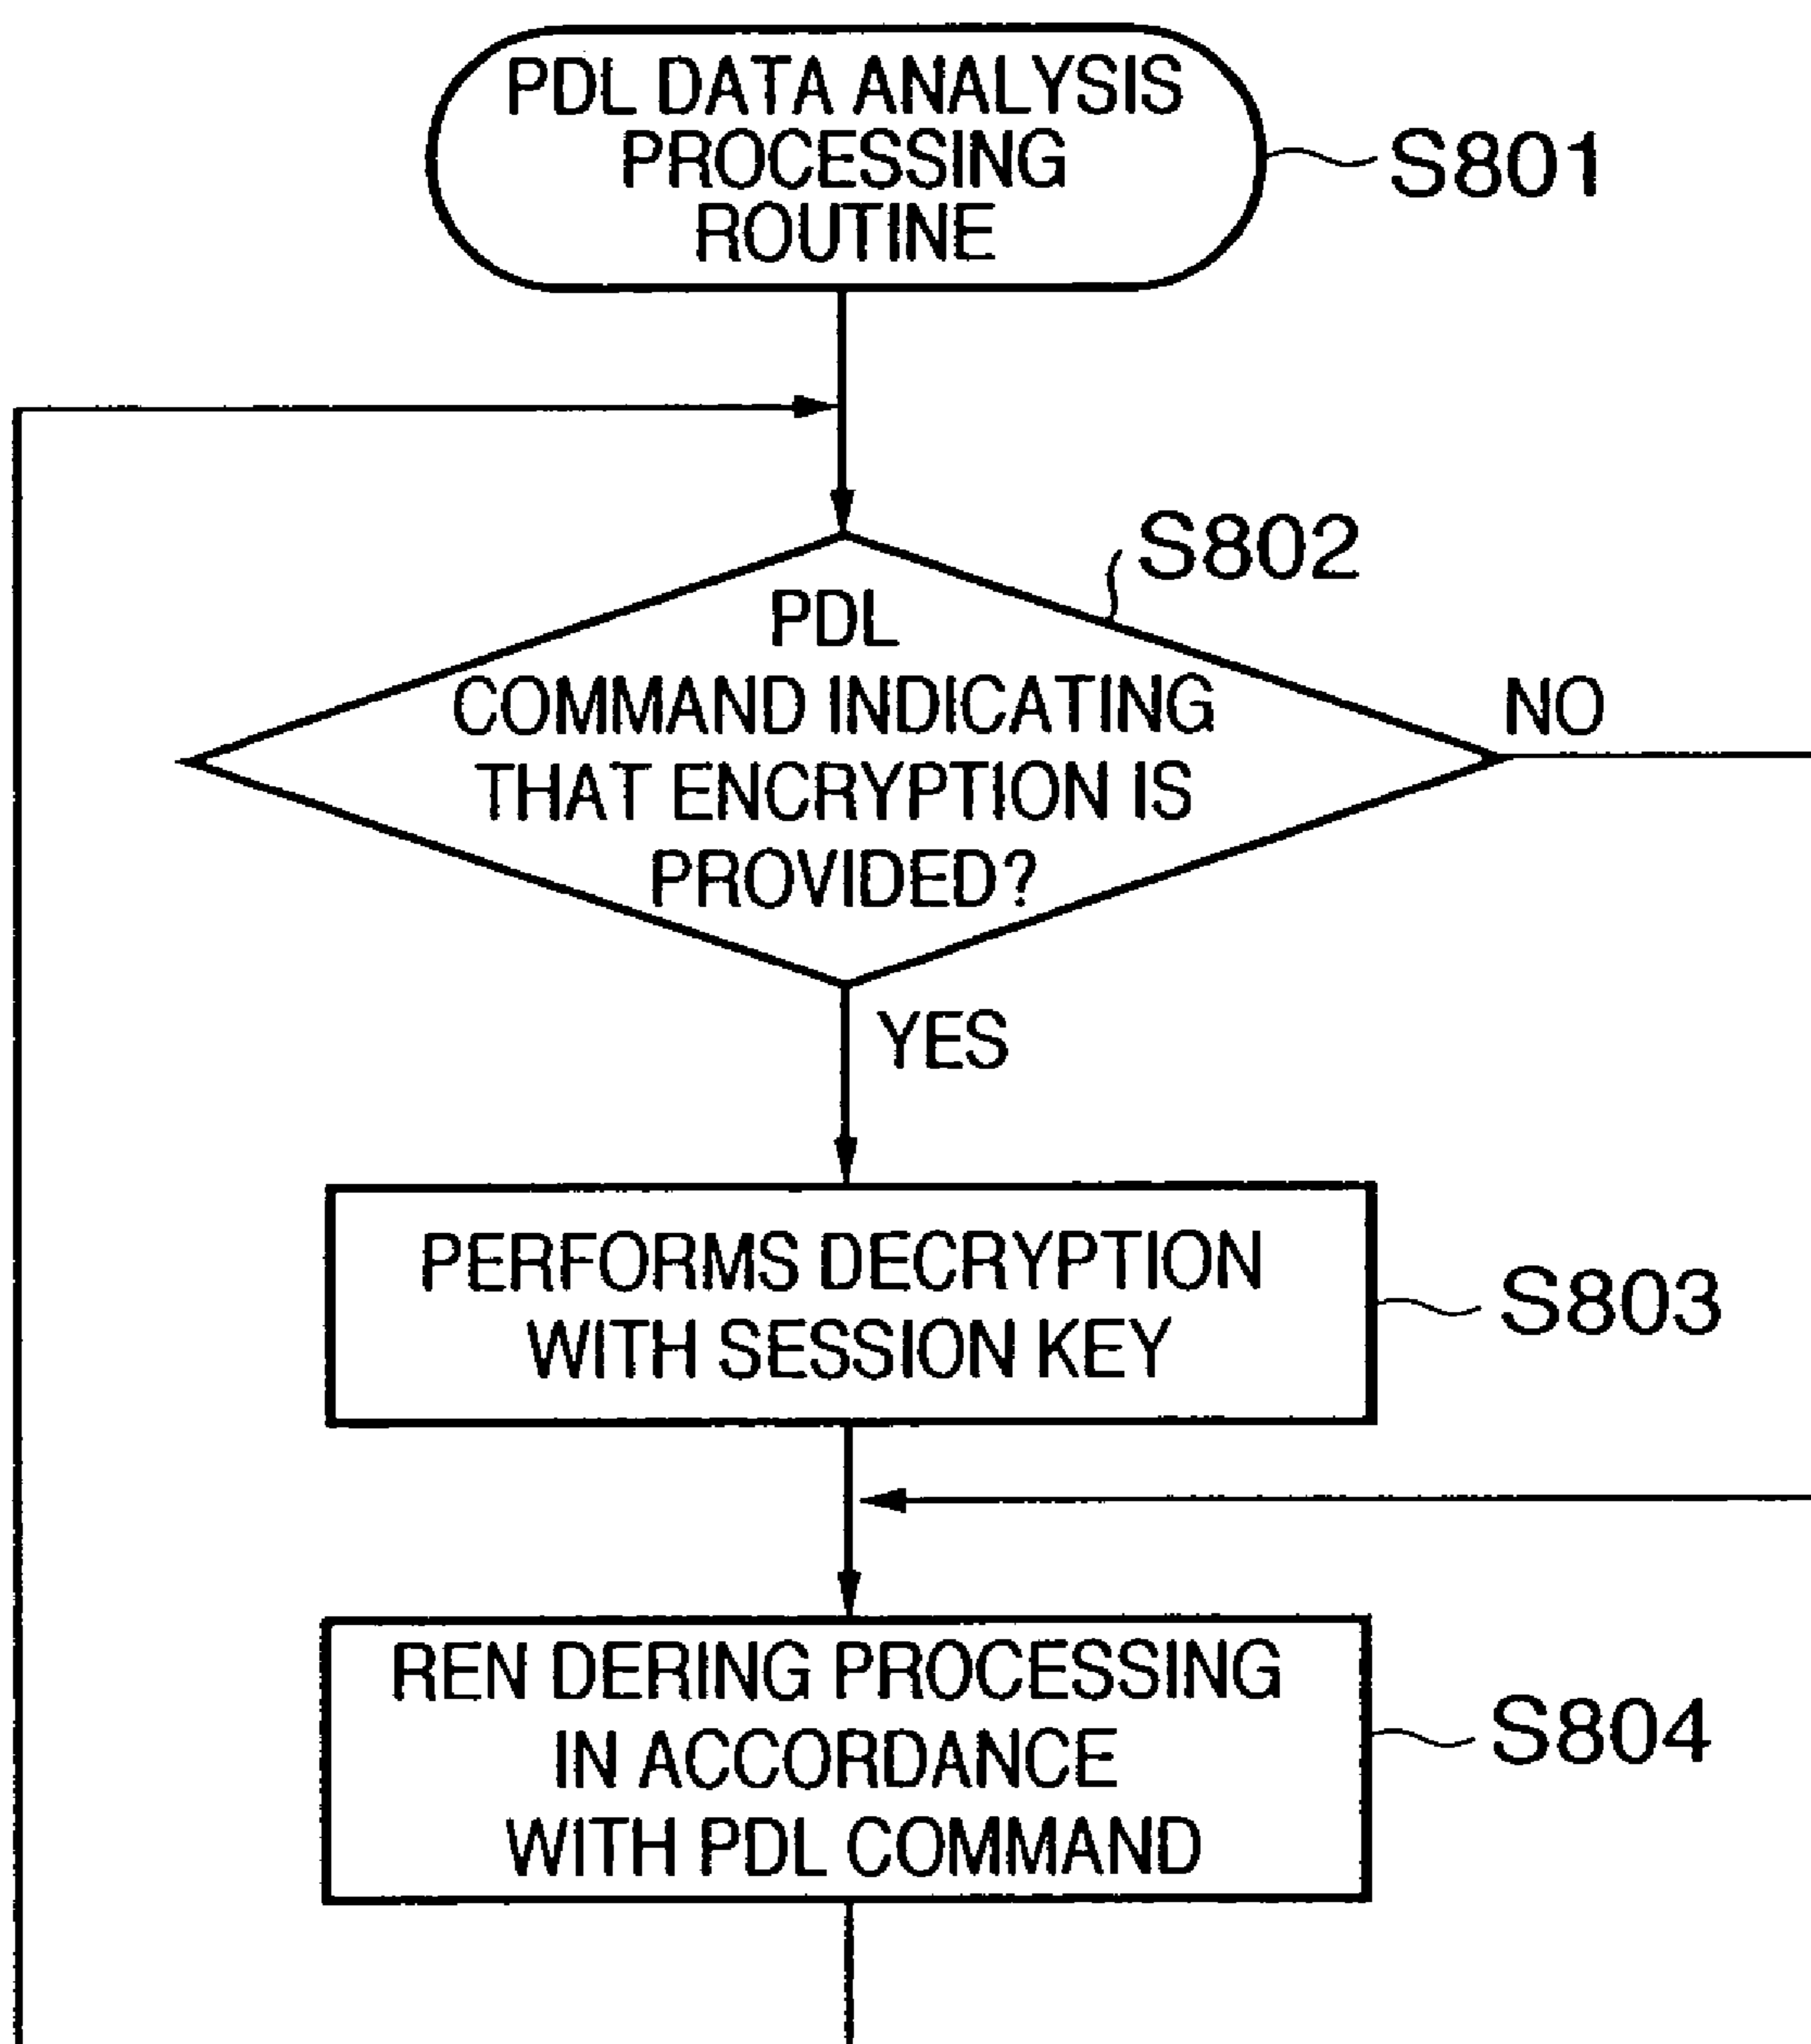 PDL DATA ANALYSIS
PROCESSING
ROUTINE
S801
S802
PDL
COMMAND INDICATING
THAT ENCRYPTION IS
PROVIDED?
NO
YES
PERFORMS DECRYPTION
WITH SESSION KEY
S803
REN DERING PROCESSING
IN ACCORDANCE
WITH PDL COMMAND
S804